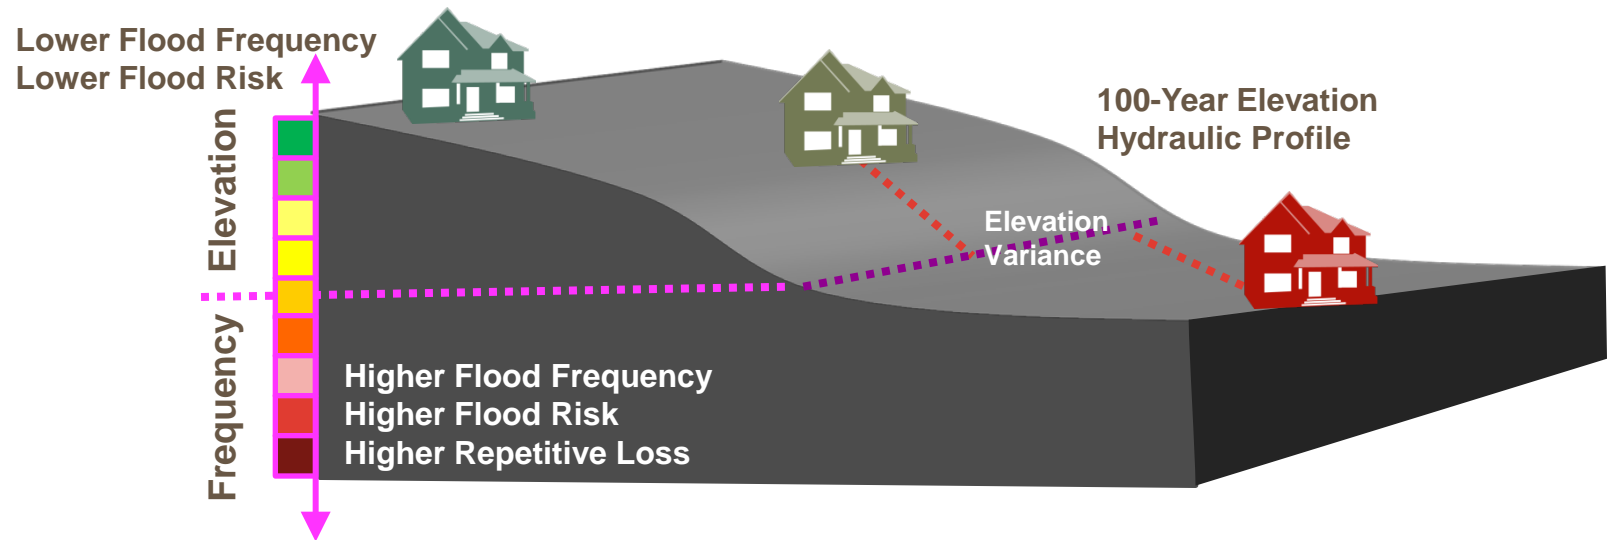 Lower Flood Frequency
Lower Flood Risk
Elevation
Frequency
100-Year Elevation
Hydraulic Profile
Elevation
Variance
Higher Flood Frequency
Higher Flood Risk
Higher Repetitive Loss